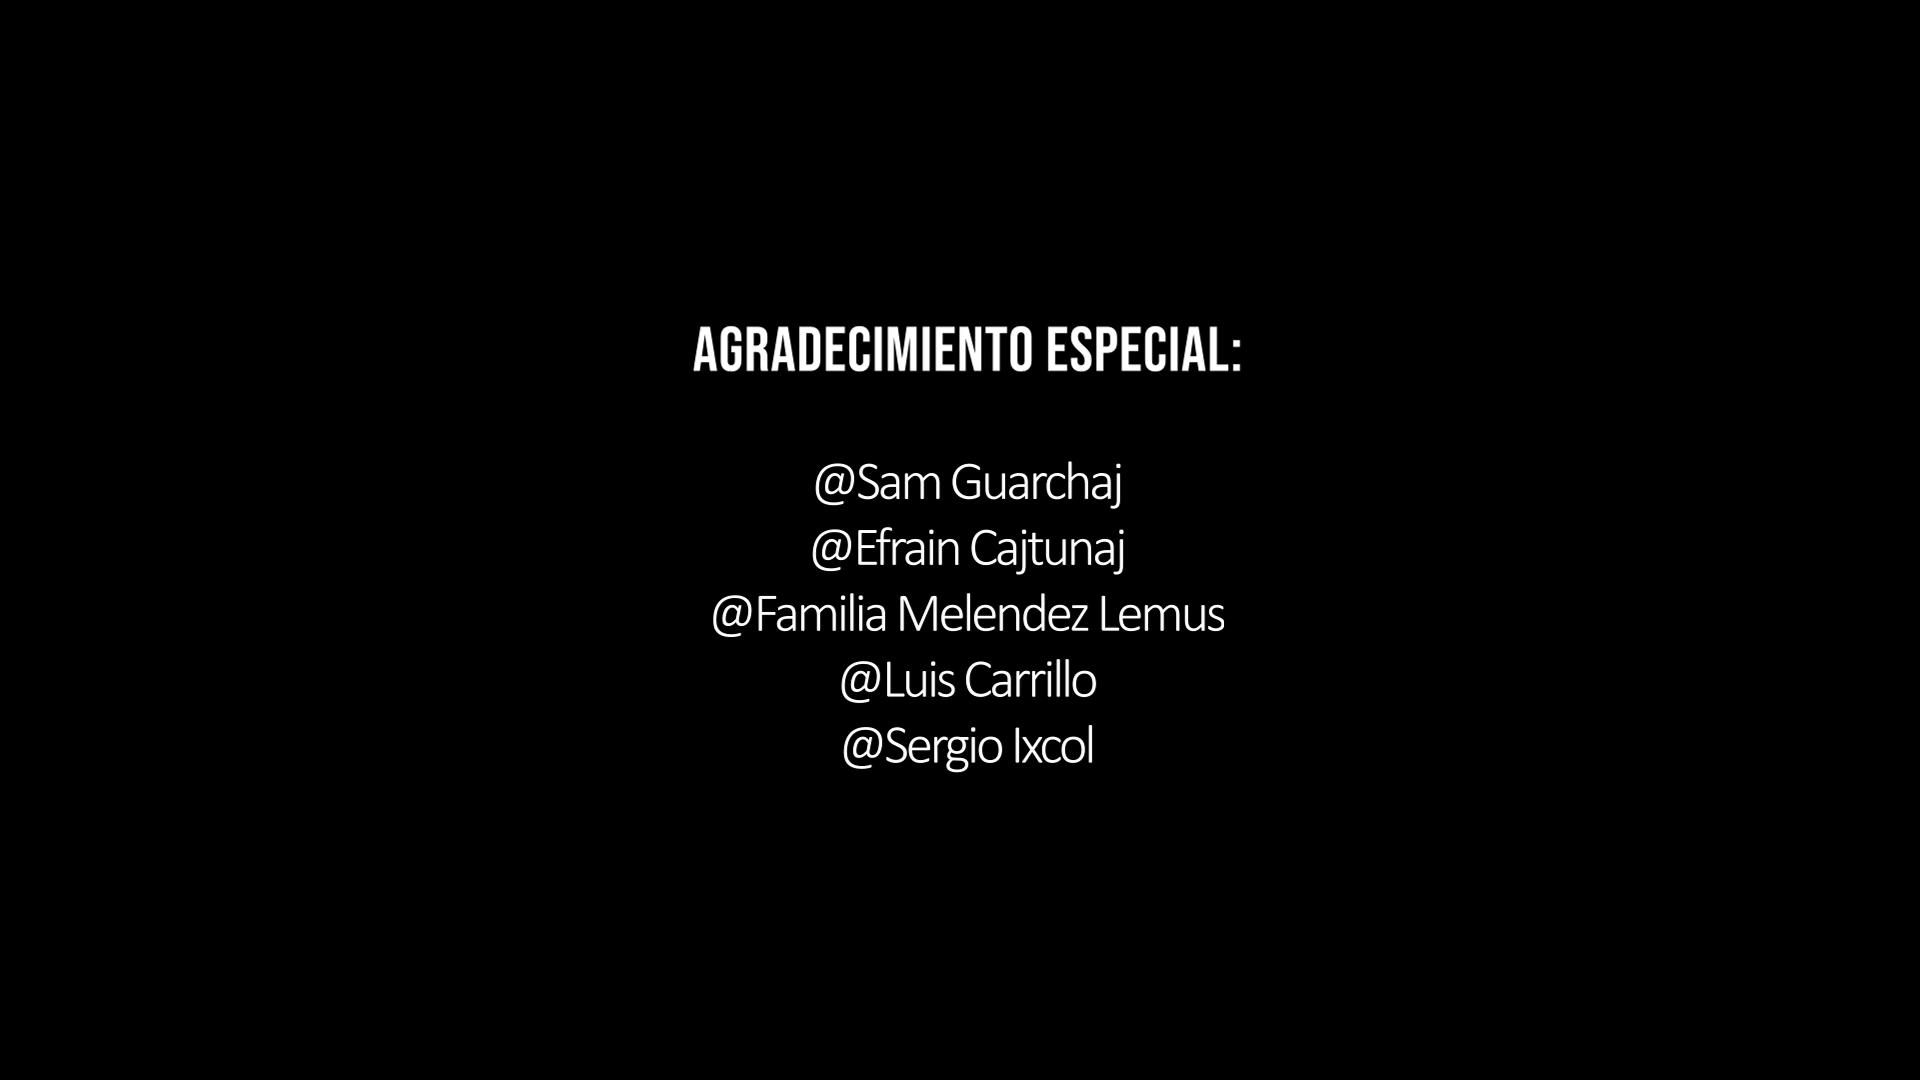 AGRADECIMIENTO ESPECIAL:
@Sam Guarchaj
@Efrain Cajtunaj
@Familia Melendez Lemus
@Luis Carrillo
@Sergio Ixcol